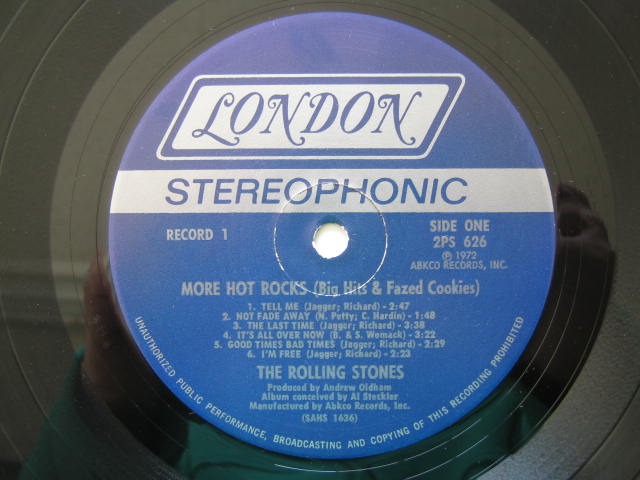 LONDON
STEREOPHONIC
RECORD 1
SIDE ONE
2PS 626
℗ 1972
ABKCO RECORDS, INC.
MORE HOT ROCKS (Big Hits & Fazed Cookies)
1. TELL ME (Jagger; Richard) - 2:47
2. NOT FADE AWAY (N. Petty; C. Hardin) - 1:48
3. THE LAST TIME (Jagger; Richard) - 3:38
4. IT'S ALL OVER NOW (B. & S. Womack) - 3:22
5. GOOD TIMES BAD TIMES (Jagger; Richard) - 2:29
6. I'M FREE (Jagger; Richard) - 2:23
THE ROLLING STONES
Produced by Andrew Oldham
Album conceived by Al Steckler
Manufactured by Abkco Records, Inc.
(SAHS 1636)
UNAUTHORIZED PUBLIC PERFORMANCE, BROADCASTING AND COPYING OF THIS RECORDING PROHIBITED